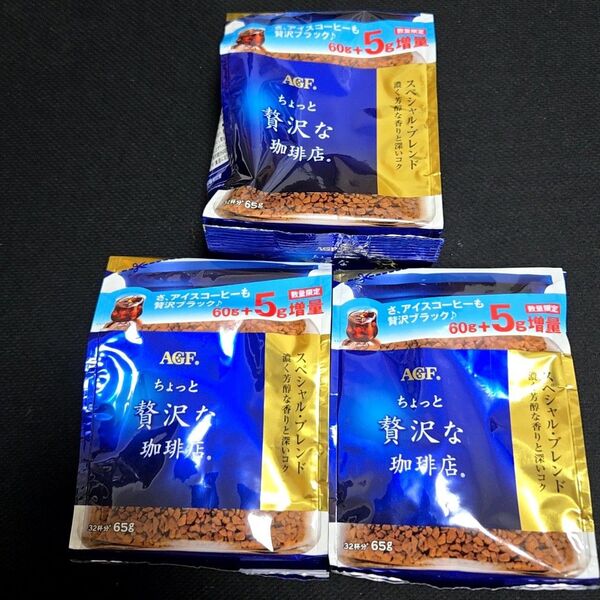 さ、アイスコーヒーも
贅沢ブラック♪
数量限定
60g+5g増量
AGF®
ちょっと
贅沢な
珈琲店®
スペシャル・ブレンド
濃く芳醇な香りと深いコク
65g
AGF
さ、アイスコーヒーも
贅沢ブラック♪
数量限定
60g+5g増量
AGF®
ちょっと
贅沢な
珈琲店®
スペシャル・ブレンド
濃く芳醇な香りと深いコク
32杯分 65g
さ、アイスコーヒーも
贅沢ブラック♪
数量限定
60g+5g増量
AGF®
ちょっと
贅沢な
珈琲店®
スペシャル・ブレンド
濃く芳醇な香りと深いコク
32杯分 65g